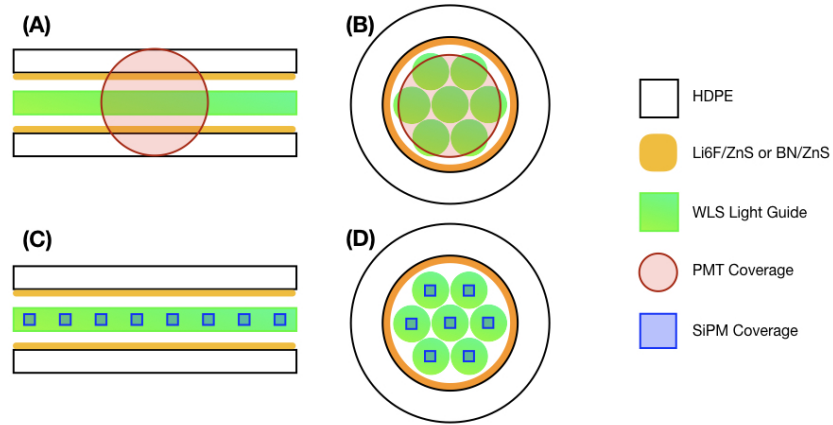 (A)
(B)
HDPE
Li6F/ZnS or BN/ZnS
WLS Light Guide
(C)
(D)
PMT Coverage
SiPM Coverage